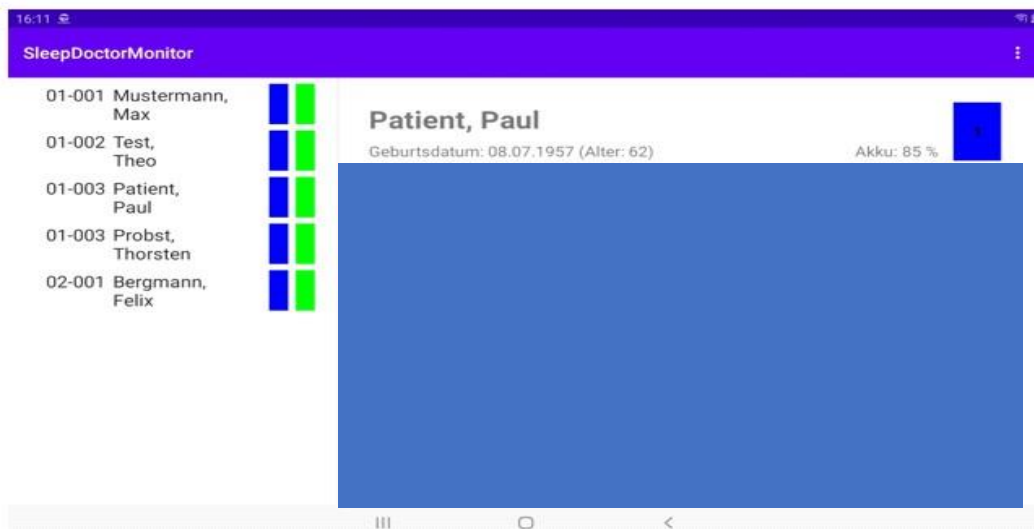 16:11
SleepDoctorMonitor
01-001 Mustermann,
Max
01-002 Test,
Theo
01-003 Patient,
Paul
01-003 Probst,
Thorsten
02-001 Bergmann,
Felix
Patient, Paul
Geburtsdatum: 08.07.1957 (Alter: 62)
Akku: 85 %